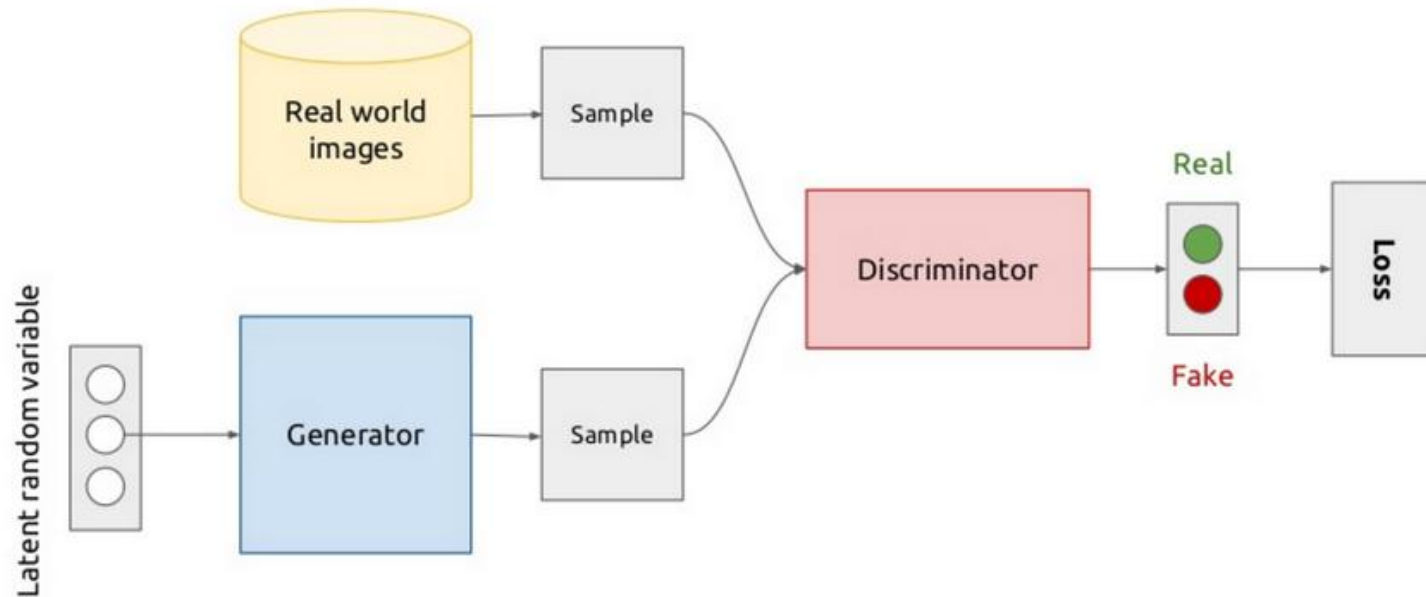 Real world
images
Sample
Real
Discriminator
Loss
Fake
Latent random variable
Generator
Sample